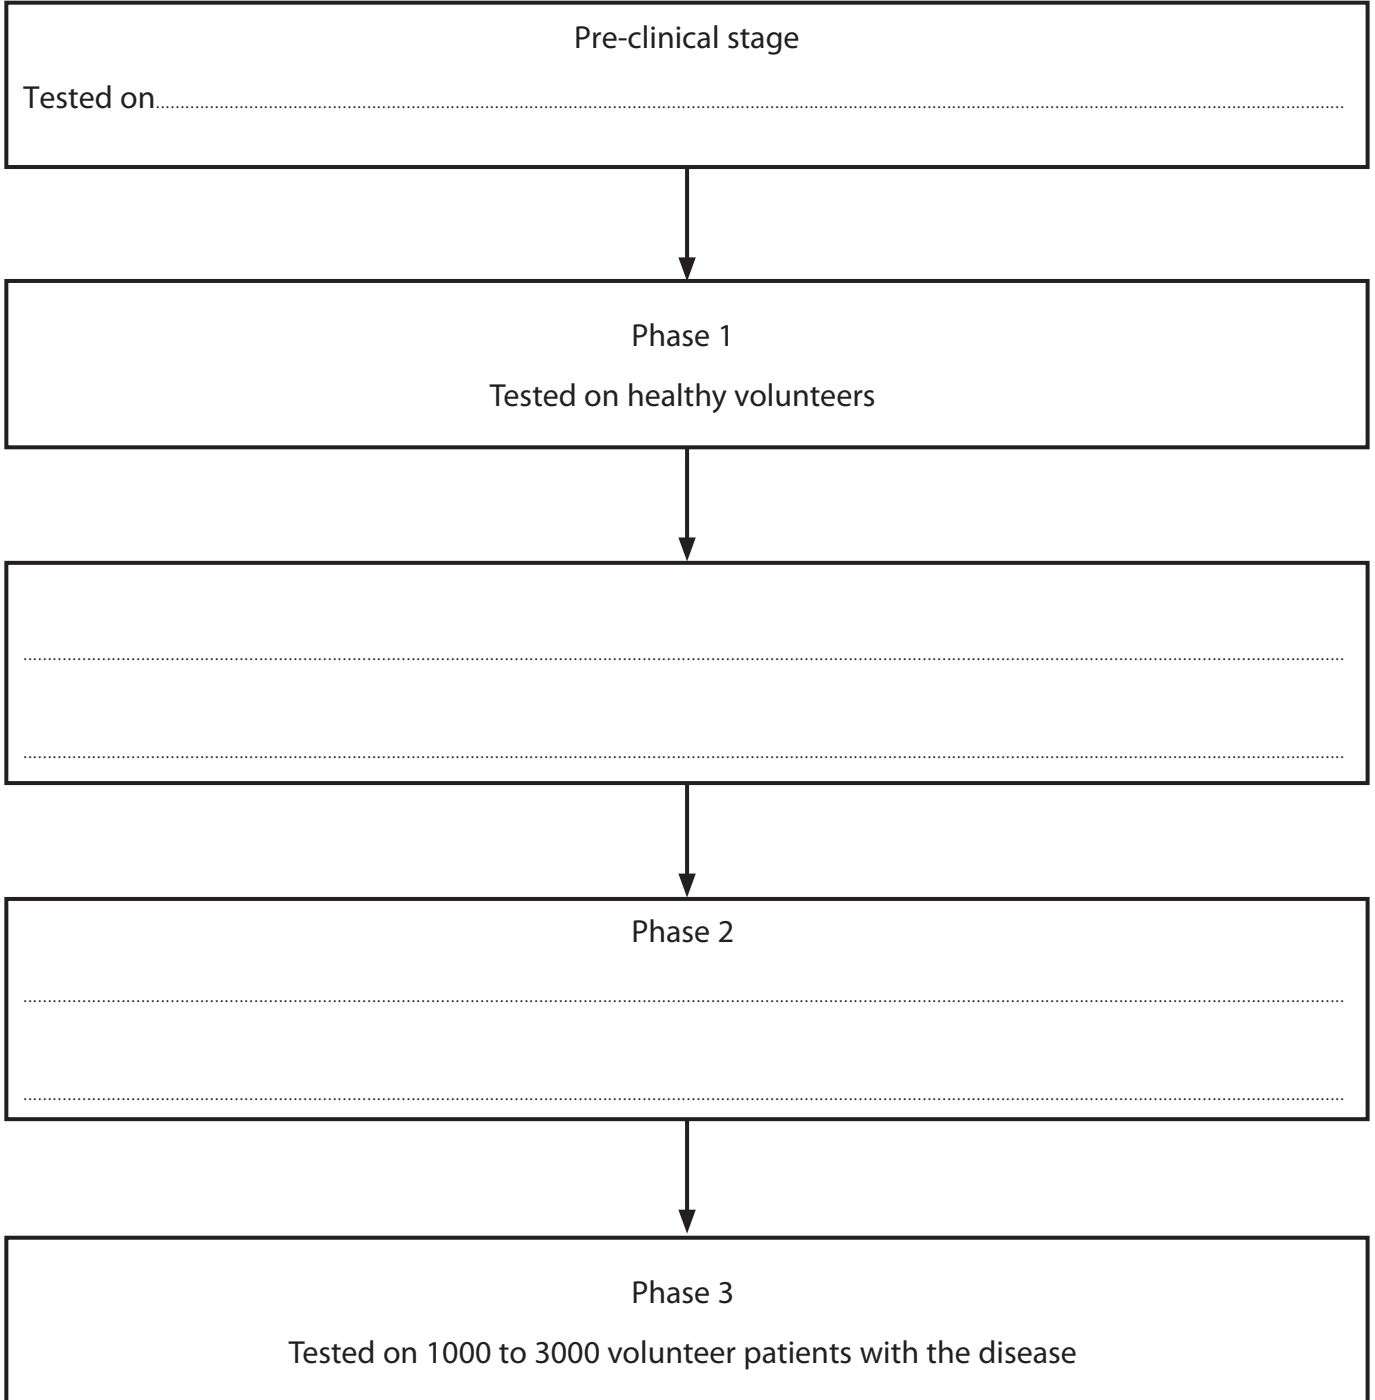 Pre-clinical stage
Tested on
Phase 1
Tested on healthy volunteers
Phase 2
Phase 3
Tested on 1000 to 3000 volunteer patients with the disease